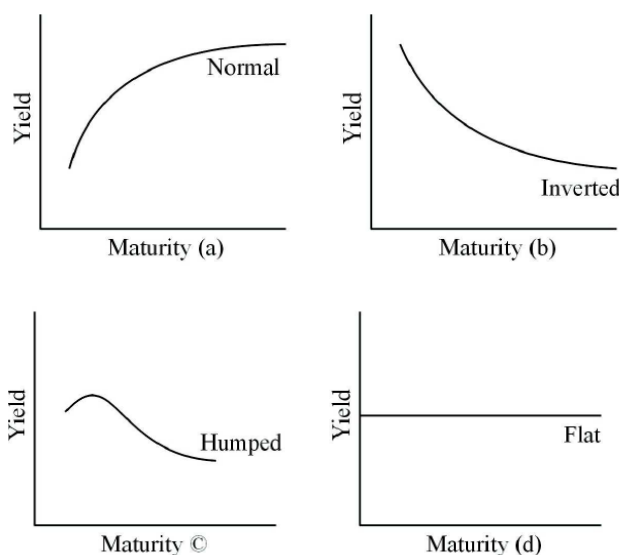 Yield
Normal
Maturity (a)
Yield
Inverted
Maturity (b)
Yield
Humped
Maturity ©
Yield
Flat
Maturity (d)